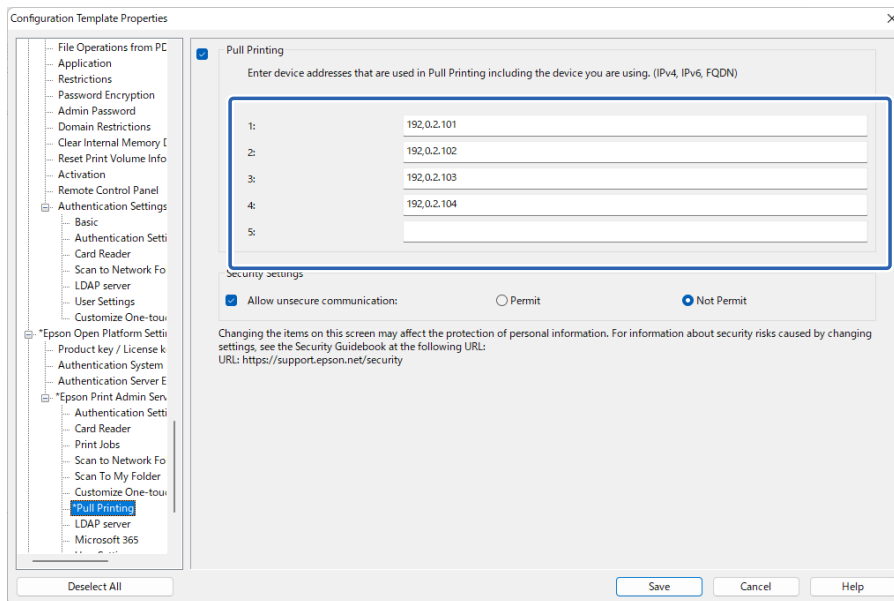 Configuration Template Properties
File Operations from PD
Application
Restrictions
Password Encryption
Admin Password
Domain Restrictions
Clear Internal Memory D
Reset Print Volume Info
Activation
Remote Control Panel
Authentication Settings
Basic
Authentication Setti
Card Reader
Scan to Network Fo
LDAP server
User Settings
Customize One-touc
*Epson Open Platform Settin
Product key / License k
Authentication System
Authentication Server E
*Epson Print Admin Serv
Authentication Setti
Card Reader
Print Jobs
Scan to Network Fo
Scan To My Folder
Customize One-touc
*Pull Printing
LDAP server
Microsoft 365
Pull Printing
Enter device addresses that are used in Pull Printing including the device you are using. (IPv4, IPv6, FQDN)
1: 192,0.2.101
2: 192,0.2.102
3: 192,0.2.103
4: 192,0.2.104
5:
Security Settings
Allow unsecure communication: Permit Not Permit
Changing the items on this screen may affect the protection of personal information. For information about security risks caused by changing
settings, see the Security Guidebook at the following URL:
URL: https://support.epson.net/security
Deselect All Save Cancel Help